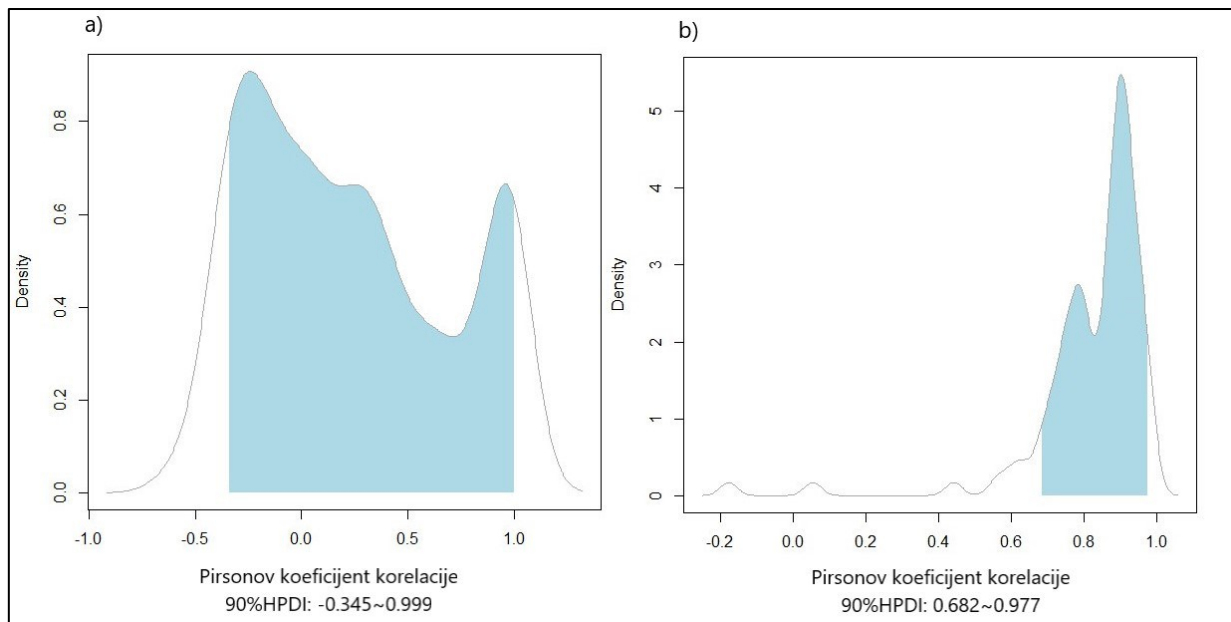 a)
Density
0.0
0.2
0.4
0.6
0.8
-1.0
-0.5
0.0
0.5
1.0
Pirsonov koeficijent korelacije
90%HPDI: -0.345~0.999
b)
Density
0
1
2
3
4
5
-0.2
0.0
0.2
0.4
0.6
0.8
1.0
Pirsonov koeficijent korelacije
90%HPDI: 0.682~0.977